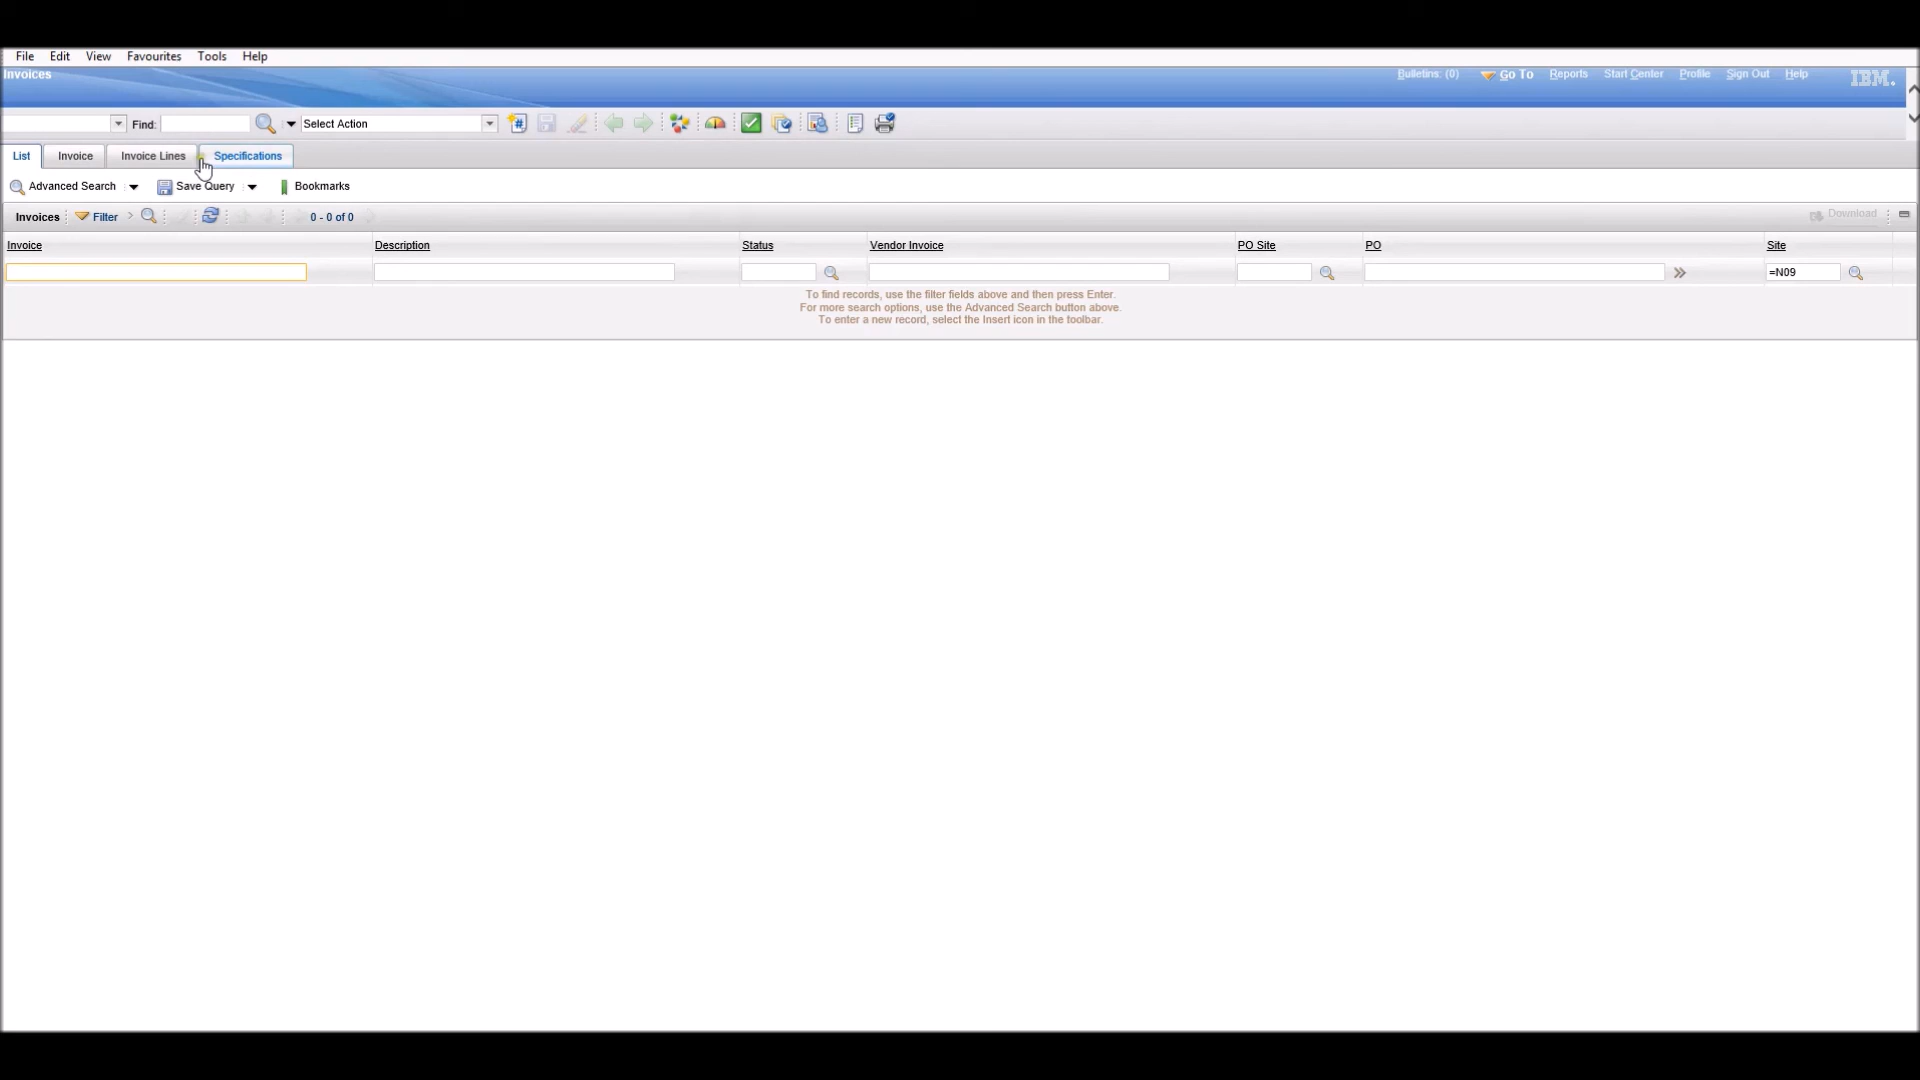 File Edit View Favourites Tools Help
Invoices Bulletins: (0) Go To Reports Start Center Profile Sign Out Help IBM.
Find: Select Action
List Invoice Invoice Lines Specifications
Advanced Search Save Query Bookmarks
Invoices Filter 0 - 0 of 0 Download
Invoice Description Status Vendor Invoice PO Site PO Site
=N09
To find records, use the filter fields above and then press Enter.
For more search options, use the Advanced Search button above.
To enter a new record, select the Insert icon in the toolbar.